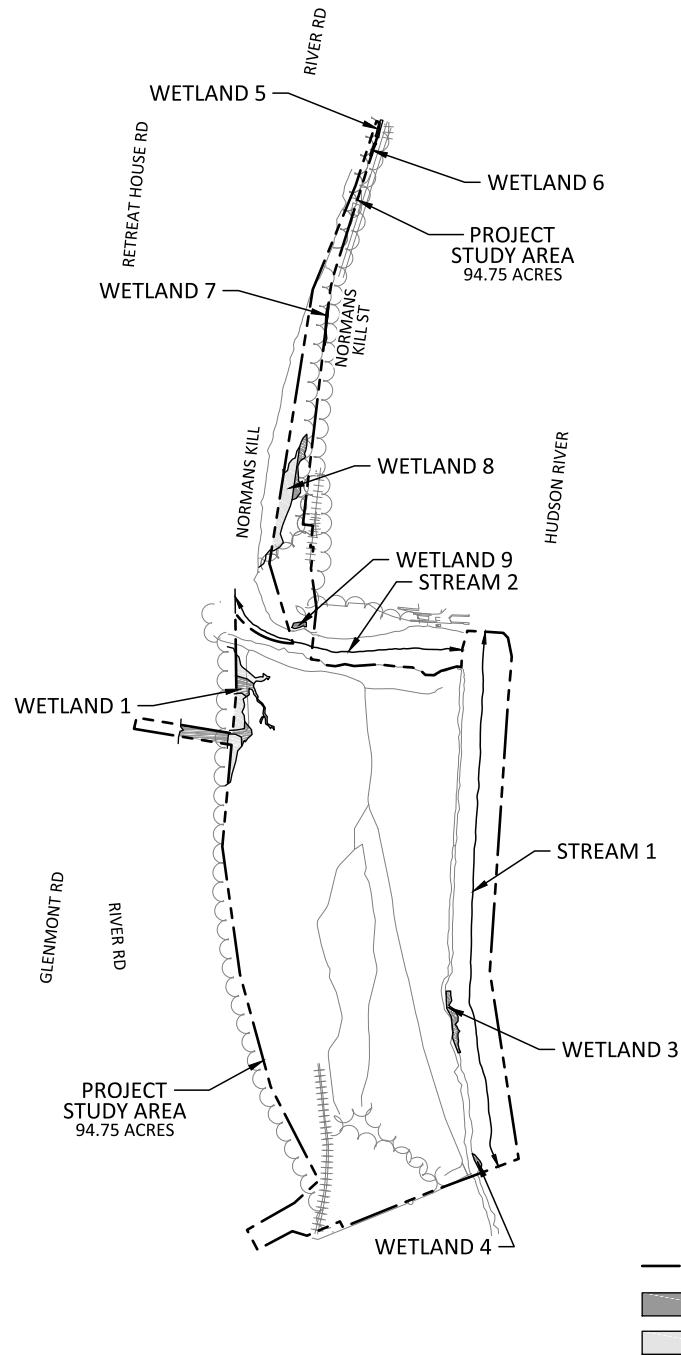 RIVER RD
WETLAND 5
RETREAT HOUSE RD
WETLAND 6
PROJECT
STUDY AREA
94.75 ACRES
WETLAND 7
NORMANS
KILL ST
NORMANS KILL
WETLAND 8
HUDSON RIVER
WETLAND 9
STREAM 2
WETLAND 1
STREAM 1
GLENMONT RD
RIVER RD
WETLAND 3
PROJECT
STUDY AREA
94.75 ACRES
WETLAND 4